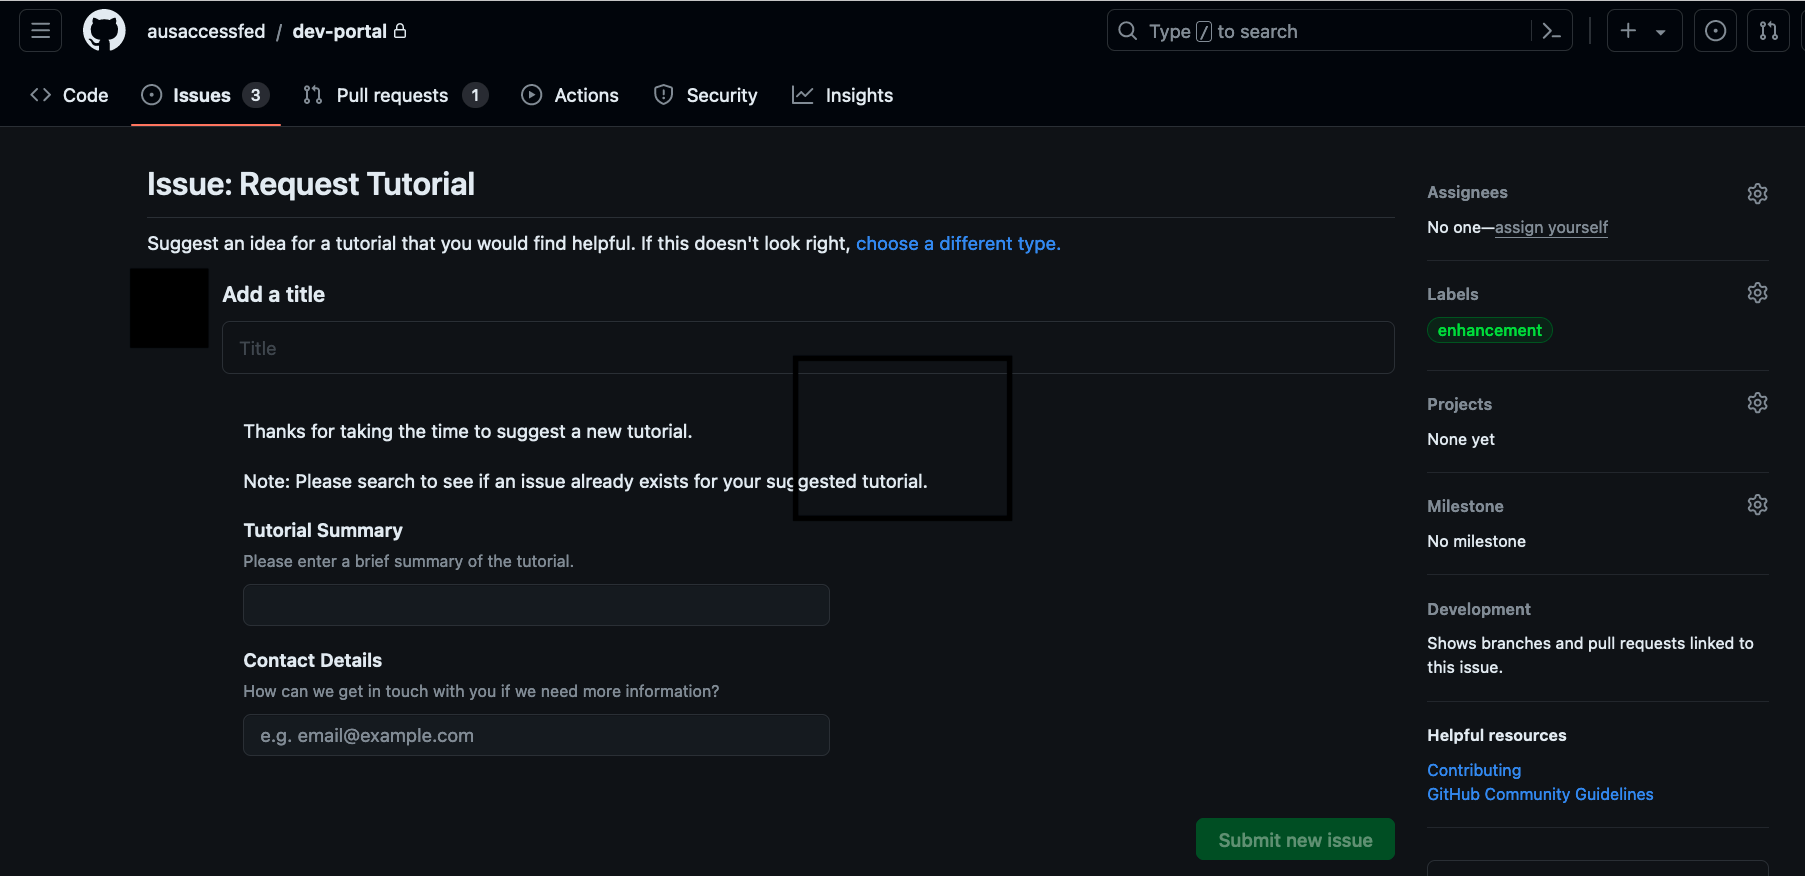 ausaccessfed / dev-portal
Type / to search
Code
Issues 3
Pull requests 1
Actions
Security
Insights
Issue: Request Tutorial
Suggest an idea for a tutorial that you would find helpful. If this doesn't look right, choose a different type.
Add a title
Title
Thanks for taking the time to suggest a new tutorial.
Note: Please search to see if an issue already exists for your suggested tutorial.
Tutorial Summary
Please enter a brief summary of the tutorial.
Contact Details
How can we get in touch with you if we need more information?
e.g. email@example.com
Submit new issue
Assignees
No one—assign yourself
Labels
enhancement
Projects
None yet
Milestone
No milestone
Development
Shows branches and pull requests linked to
this issue.
Helpful resources
Contributing
GitHub Community Guidelines